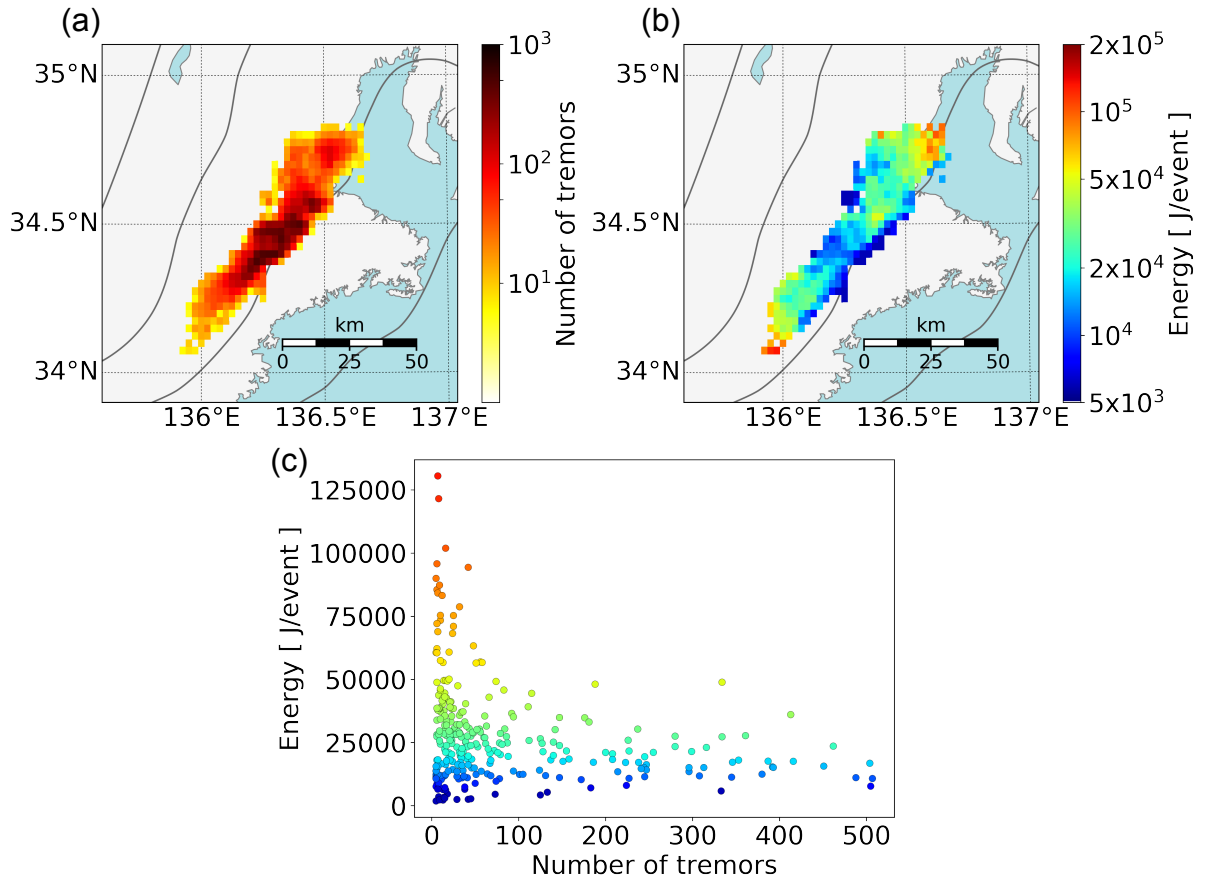 (a)
35°N
34.5°N
34°N
136°E 136.5°E 137°E
km
0 25 50
10³
10²
10¹
Number of tremors
(b)
35°N
34.5°N
34°N
136°E 136.5°E 137°E
km
0 25 50
2x10⁵
10⁵
5x10⁴
2x10⁴
10⁴
5x10³
Energy [ J/event ]
(c)
125000
100000
75000
50000
25000
0
Energy [ J/event ]
0 100 200 300 400 500
Number of tremors